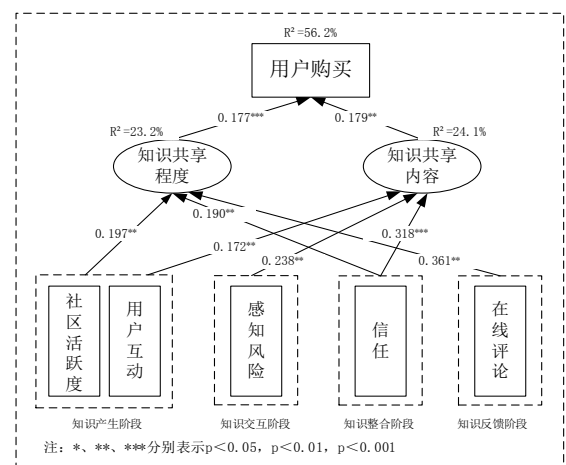 R²=56.2%
用户购买
0.177***
0.179**
R²=23.2%
R²=24.1%
知识共享
程度
知识共享
内容
0.190**
0.197**
0.318***
0.172**
0.238**
0.361**
社区活跃度
用户互动
感知风险
信任
在线评论
知识产生阶段
知识交互阶段
知识整合阶段
知识反馈阶段
注：*、**、***分别表示p＜0.05，p＜0.01，p＜0.001